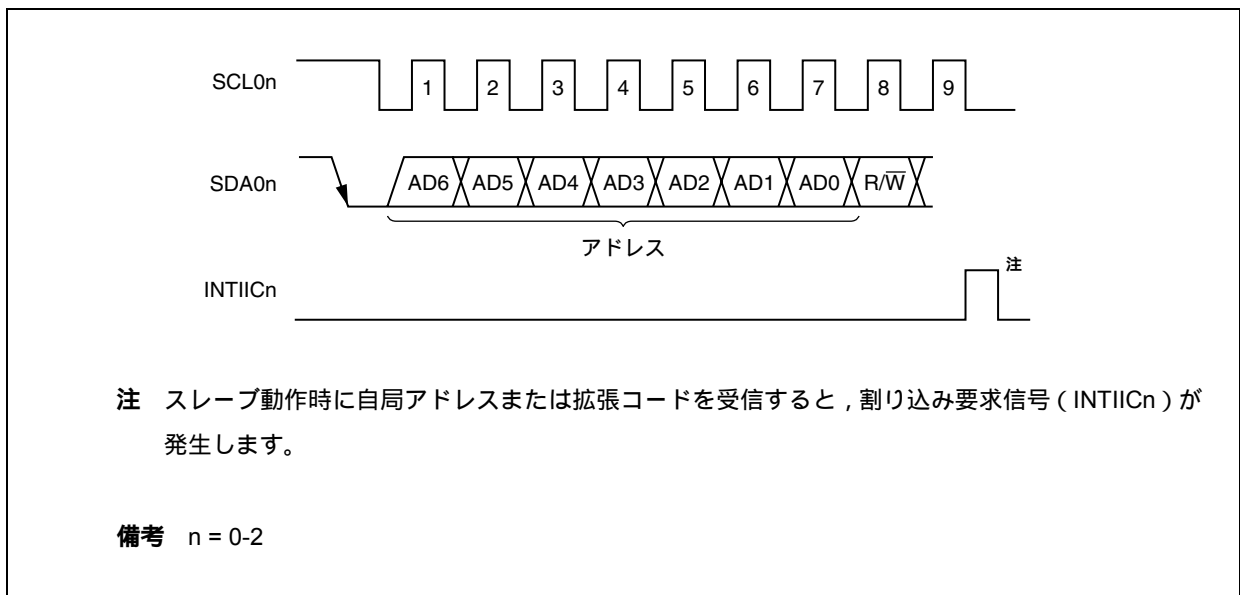 SCL0n 1 2 3 4 5 6 7 8 9
SDA0n AD6 AD5 AD4 AD3 AD2 AD1 AD0 R/W̅
アドレス
注
INTIICn
注 スレーブ動作時に自局アドレスまたは拡張コードを受信すると，割り込み要求信号（INTIICn）が
発生します。
備考 n = 0-2